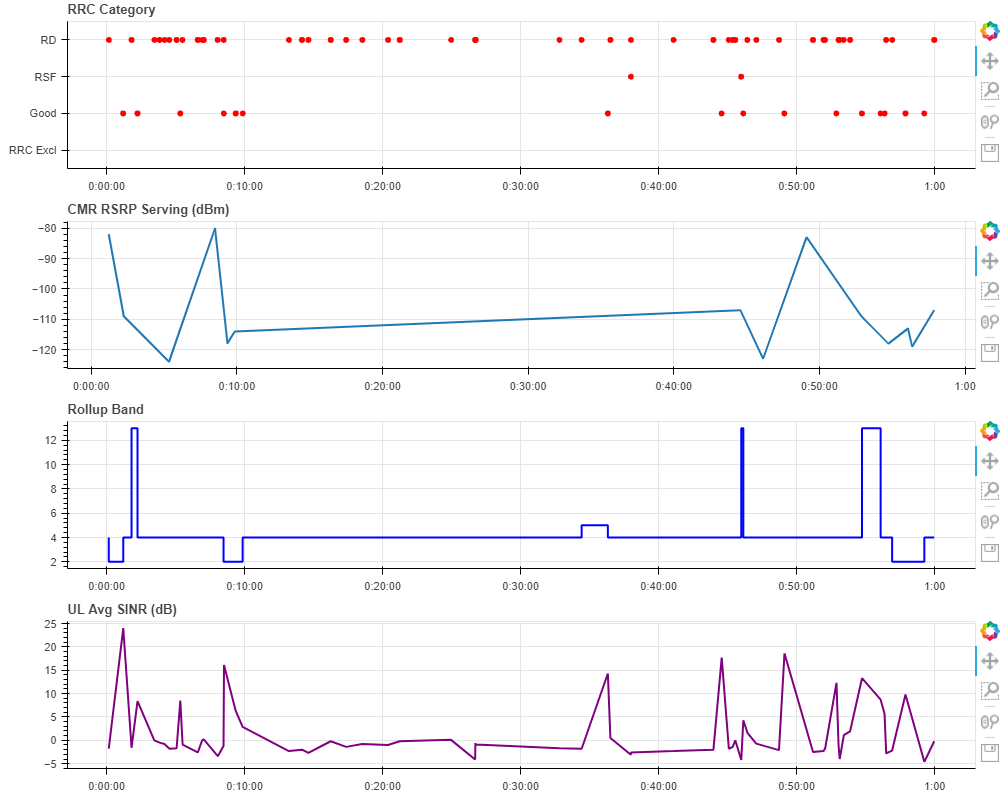 RRC Category
RD
RSF
Good
RRC Excl
0:00:00 0:10:00 0:20:00 0:30:00 0:40:00 0:50:00 1:00
CMR RSRP Serving (dBm)
−80
−90
−100
−110
−120
0:00:00 0:10:00 0:20:00 0:30:00 0:40:00 0:50:00 1:00
Rollup Band
12
10
8
6
4
2
0:00:00 0:10:00 0:20:00 0:30:00 0:40:00 0:50:00 1:00
UL Avg SINR (dB)
25
20
15
10
5
0
−5
0:00:00 0:10:00 0:20:00 0:30:00 0:40:00 0:50:00 1:00